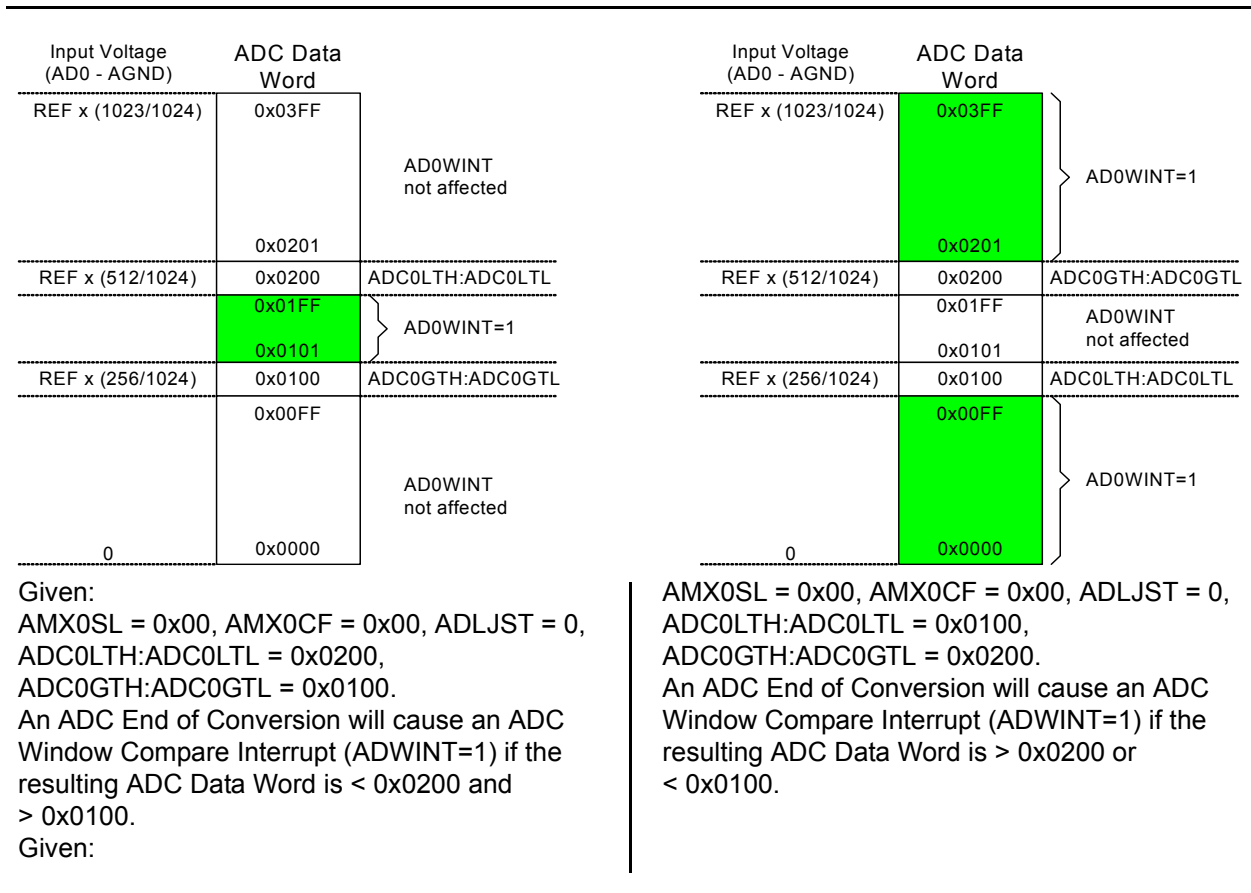 Input Voltage
(AD0 - AGND)
ADC Data
Word
REF x (1023/1024)
0x03FF
AD0WINT
not affected
0x0201
REF x (512/1024)
0x0200
ADC0LTH:ADC0LTL
0x01FF
AD0WINT=1
0x0101
REF x (256/1024)
0x0100
ADC0GTH:ADC0GTL
0x00FF
AD0WINT
not affected
0
0x0000
Given:
AMX0SL = 0x00, AMX0CF = 0x00, ADLJST = 0,
ADC0LTH:ADC0LTL = 0x0200,
ADC0GTH:ADC0GTL = 0x0100.
An ADC End of Conversion will cause an ADC
Window Compare Interrupt (ADWINT=1) if the
resulting ADC Data Word is < 0x0200 and
> 0x0100.
Given:
Input Voltage
(AD0 - AGND)
ADC Data
Word
REF x (1023/1024)
0x03FF
AD0WINT=1
0x0201
REF x (512/1024)
0x0200
ADC0GTH:ADC0GTL
0x01FF
AD0WINT
not affected
0x0101
REF x (256/1024)
0x0100
ADC0LTH:ADC0LTL
0x00FF
AD0WINT=1
0
0x0000
AMX0SL = 0x00, AMX0CF = 0x00, ADLJST = 0,
ADC0LTH:ADC0LTL = 0x0100,
ADC0GTH:ADC0GTL = 0x0200.
An ADC End of Conversion will cause an ADC
Window Compare Interrupt (ADWINT=1) if the
resulting ADC Data Word is > 0x0200 or
< 0x0100.